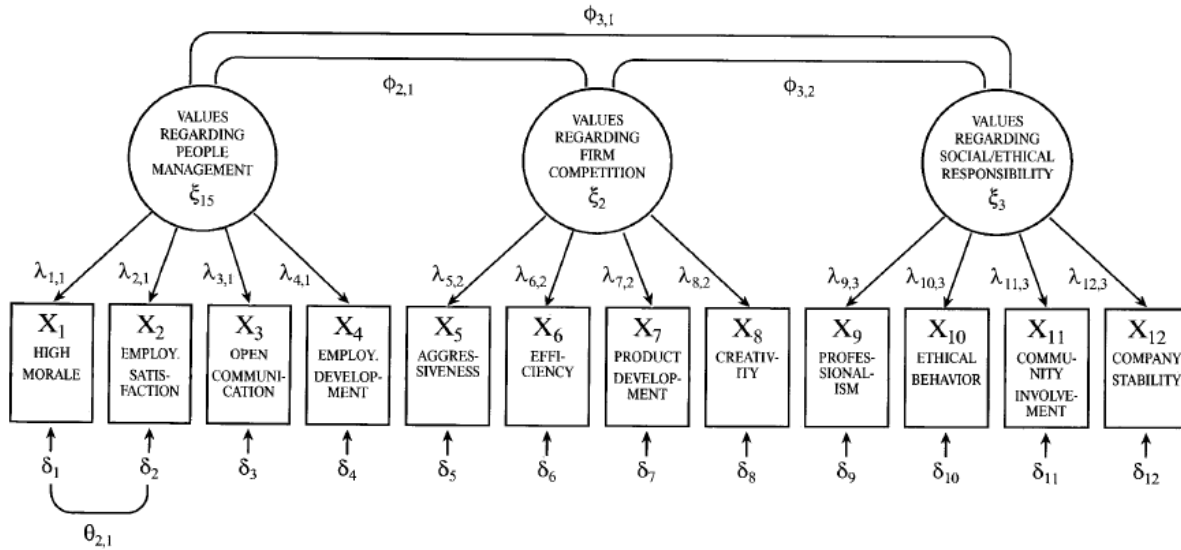 ϕ3,1
ϕ2,1
ϕ3,2
VALUES
REGARDING
PEOPLE
MANAGEMENT
ξ15
VALUES
REGARDING
FIRM
COMPETITION
ξ2
VALUES
REGARDING
SOCIAL/ETHICAL
RESPONSIBILITY
ξ3
λ1,1 λ2,1 λ3,1 λ4,1 λ5,2 λ6,2 λ7,2 λ8,2 λ9,3 λ10,3 λ11,3 λ12,3
X1
HIGH
MORALE
X2
EMPLOY.
SATIS-
FACTION
X3
OPEN
COMMUNI-
CATION
X4
EMPLOY.
DEVELOP-
MENT
X5
AGGRES-
SIVENESS
X6
EFFI-
CIENCY
X7
PRODUCT
DEVELOP-
MENT
X8
CREATIV-
ITY
X9
PROFES-
SIONAL-
ISM
X10
ETHICAL
BEHAVIOR
X11
COMMU-
NITY
INVOLVE-
MENT
X12
COMPANY
STABILITY
δ1 δ2 δ3 δ4 δ5 δ6 δ7 δ8 δ9 δ10 δ11 δ12
θ2,1